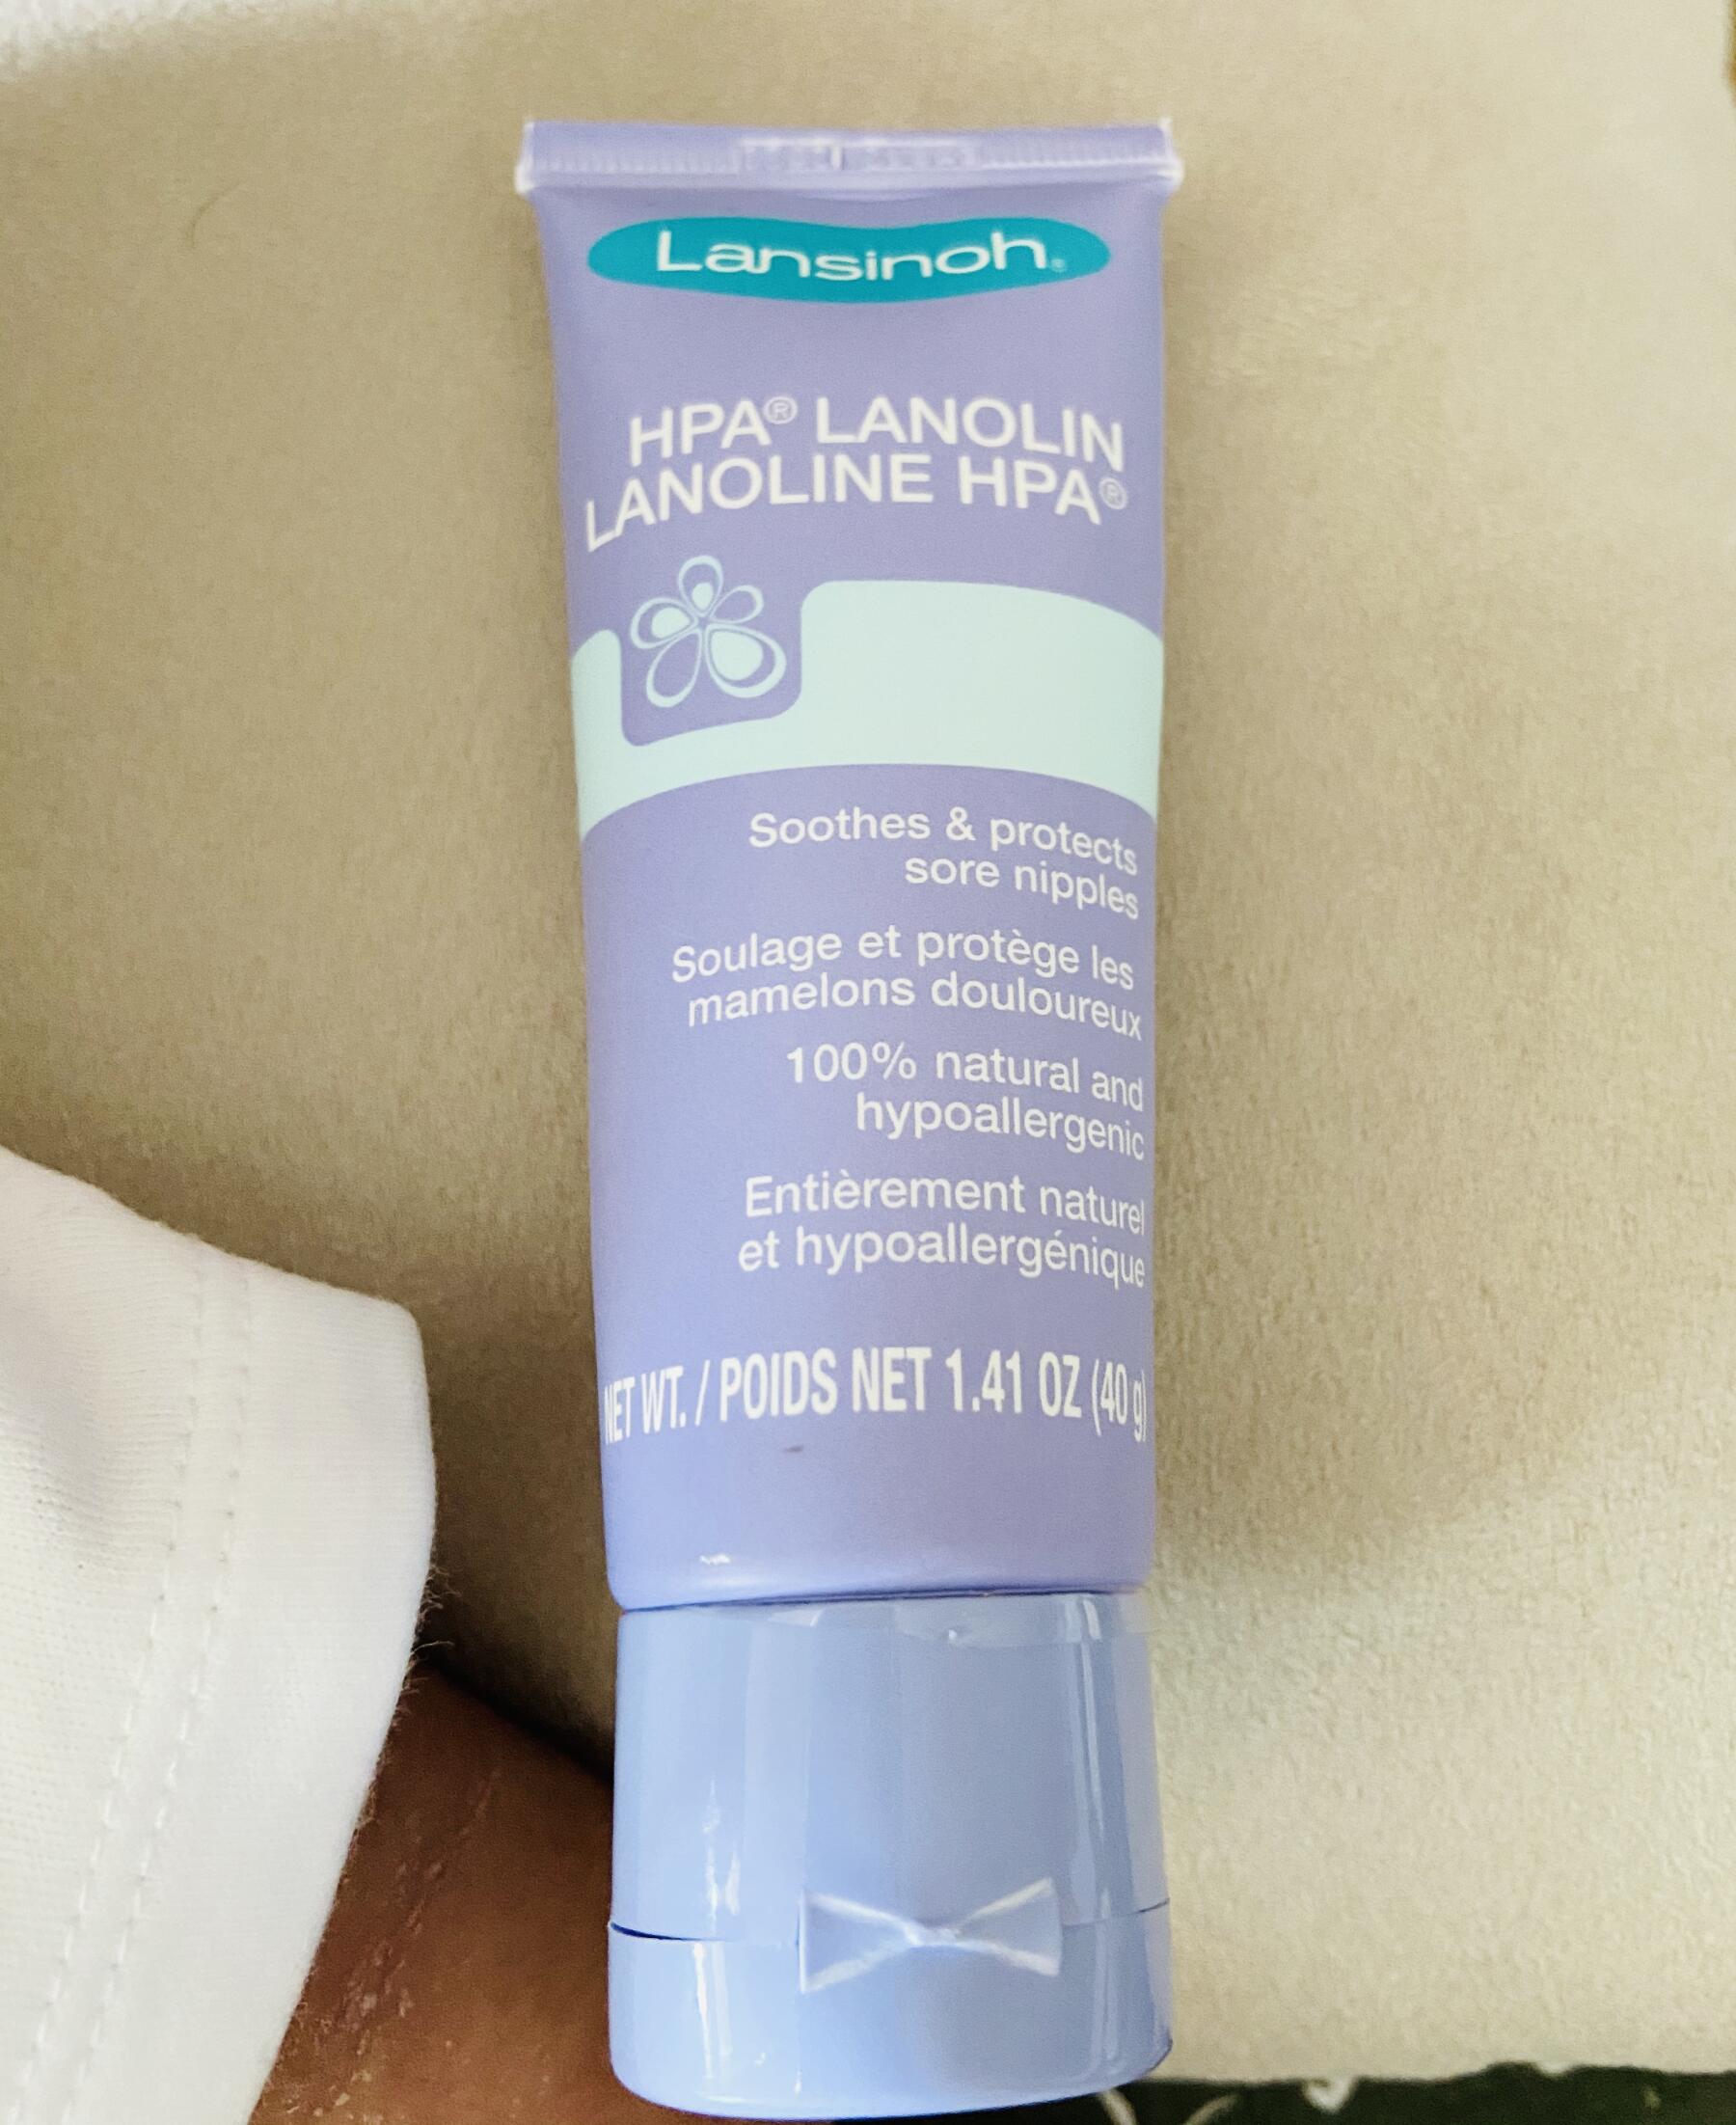 Lansinoh®
HPA® LANOLIN
LANOLINE HPA®
Soothes & protects
sore nipples
Soulage et protège les
mamelons douloureux
100% natural and
hypoallergenic
Entièrement naturel
et hypoallergénique
NET WT. / POIDS NET 1.41 OZ (40 g)